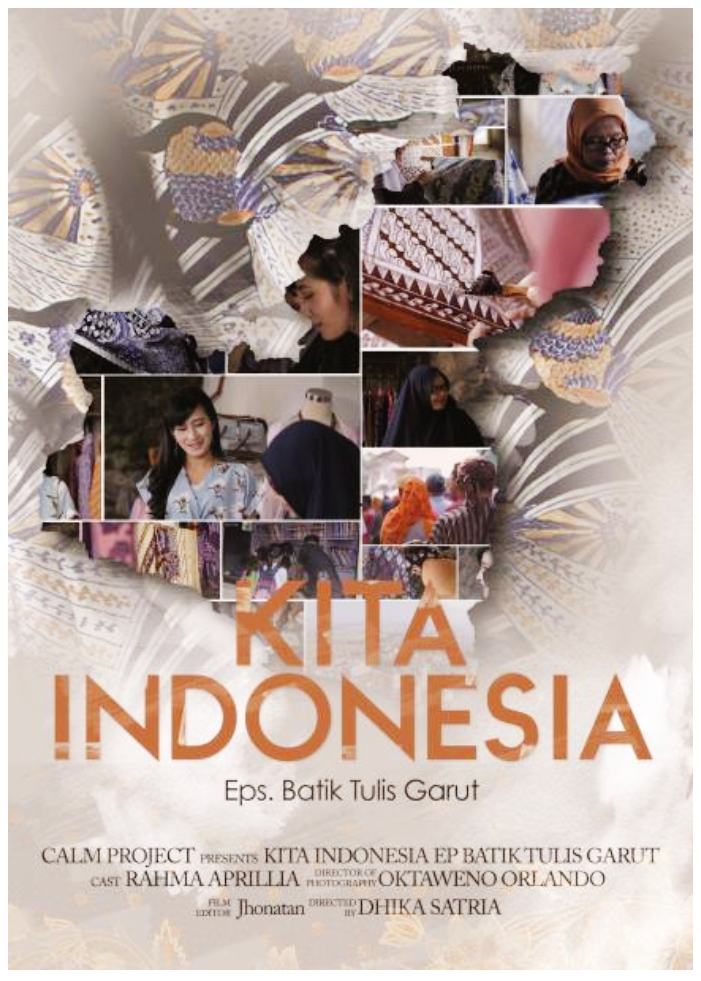 KITA
INDONESIA
Eps. Batik Tulis Garut
CALM PROJECT PRESENTS KITA INDONESIA EP BATIK TULIS GARUT
CAST RAHMA APRILLIA DIRECTOR OF PHOTOGRAPHY OKTAWENO ORLANDO
FILM EDITOR Jhonatan DIRECTED BY DHIKA SATRIA